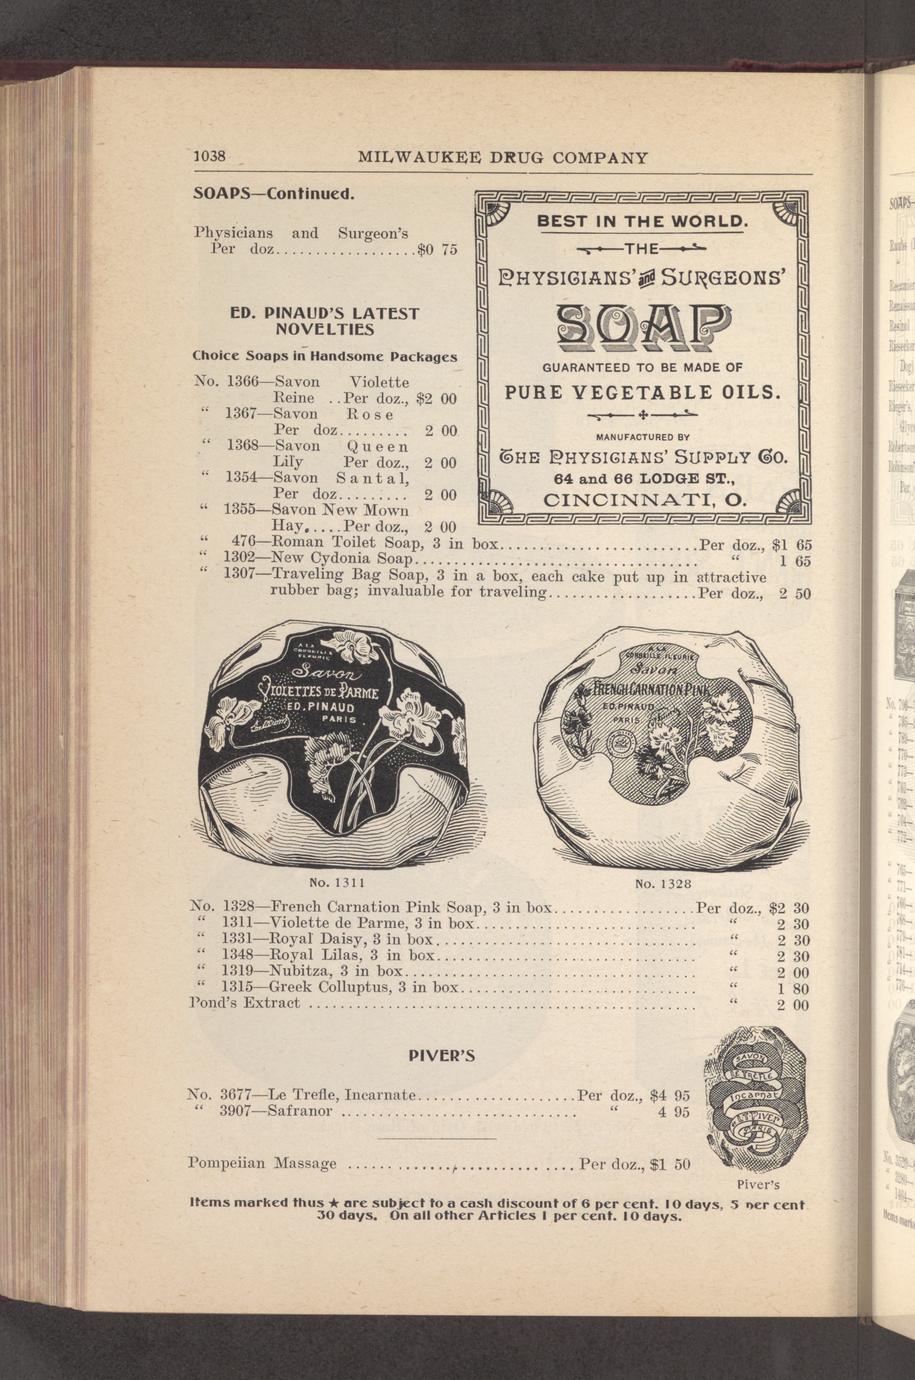 1038
MILWAUKEE DRUG COMPANY
SOAPS—Continued.
Physicians and Surgeon's
Per doz.................$0 75
ED. PINAUD'S LATEST
NOVELTIES
Choice Soaps in Handsome Packages
No. 1366—Savon Violette
Reine ..Per doz., $2 00
“ 1367—Savon Rose
Per doz......... 2 00
“ 1368—Savon Queen
Lily Per doz., 2 00
“ 1354—Savon Santal,
Per doz......... 2 00
“ 1355—Savon New Mown
Hay.....Per doz., 2 00
BEST IN THE WORLD.
THE
PHYSICIANS' and SURGEONS'
SOAP
GUARANTEED TO BE MADE OF
PURE VEGETABLE OILS.
MANUFACTURED BY
THE PHYSICIANS' SUPPLY CO.
64 and 66 LODGE ST.,
CINCINNATI, O.
“ 476—Roman Toilet Soap, 3 in box........................Per doz., $1 65
“ 1302—New Cydonia Soap.................................. “ 1 65
“ 1307—Traveling Bag Soap, 3 in a box, each cake put up in attractive
rubber bag; invaluable for traveling..................Per doz., 2 50
A LA
CORBEILLE
FLEURIE
Savon
VIOLETTES DE PARME
ED. PINAUD
PARIS
A LA
CORBEILLE FLEURIE
Savon
FRENCH CARNATION PINK
ED. PINAUD
PARIS
No. 1311
No. 1328
No. 1328—French Carnation Pink Soap, 3 in box.................Per doz., $2 30
“ 1311—Violette de Parme, 3 in box........................... “ 2 30
“ 1331—Royal Daisy, 3 in box................................ “ 2 30
“ 1348—Royal Lilas, 3 in box................................ “ 2 30
“ 1319—Nubitza, 3 in box.................................... “ 2 00
“ 1315—Greek Colluptus, 3 in box............................. “ 1 80
Pond's Extract ............................................... “ 2 00
PIVER'S
No. 3677—Le Trefle, Incarnate...................Per doz., $4 95
“ 3907—Safranor ............................. “ 4 95
SAVON
LE TREFLE
Incarnat
L.T. PIVER
PARIS
Pompeiian Massage ............................ Per doz., $1 50
Piver's
Items marked thus ★ are subject to a cash discount of 6 per cent. 10 days, 5 per cent
30 days. On all other Articles 1 per cent. 10 days.